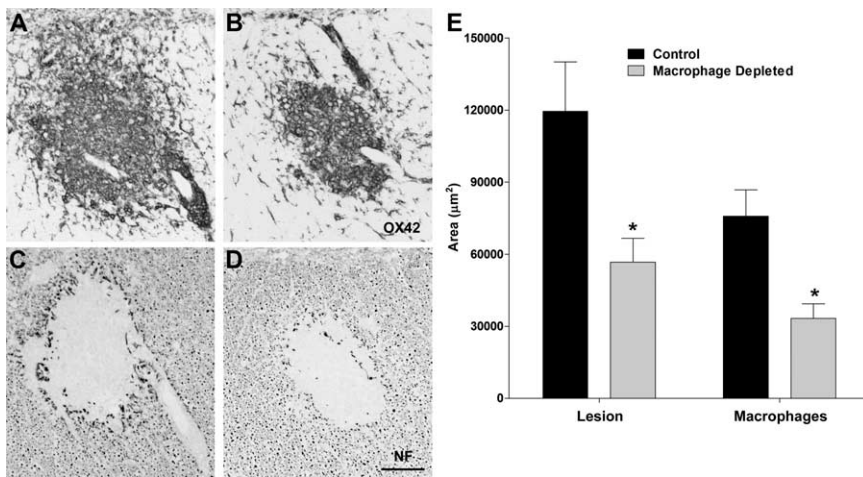 A
B
OX42
C
D
NF
E
Control
Macrophage Depleted
150000
120000
90000
60000
30000
0
Area (µm²)
*
*
Lesion
Macrophages